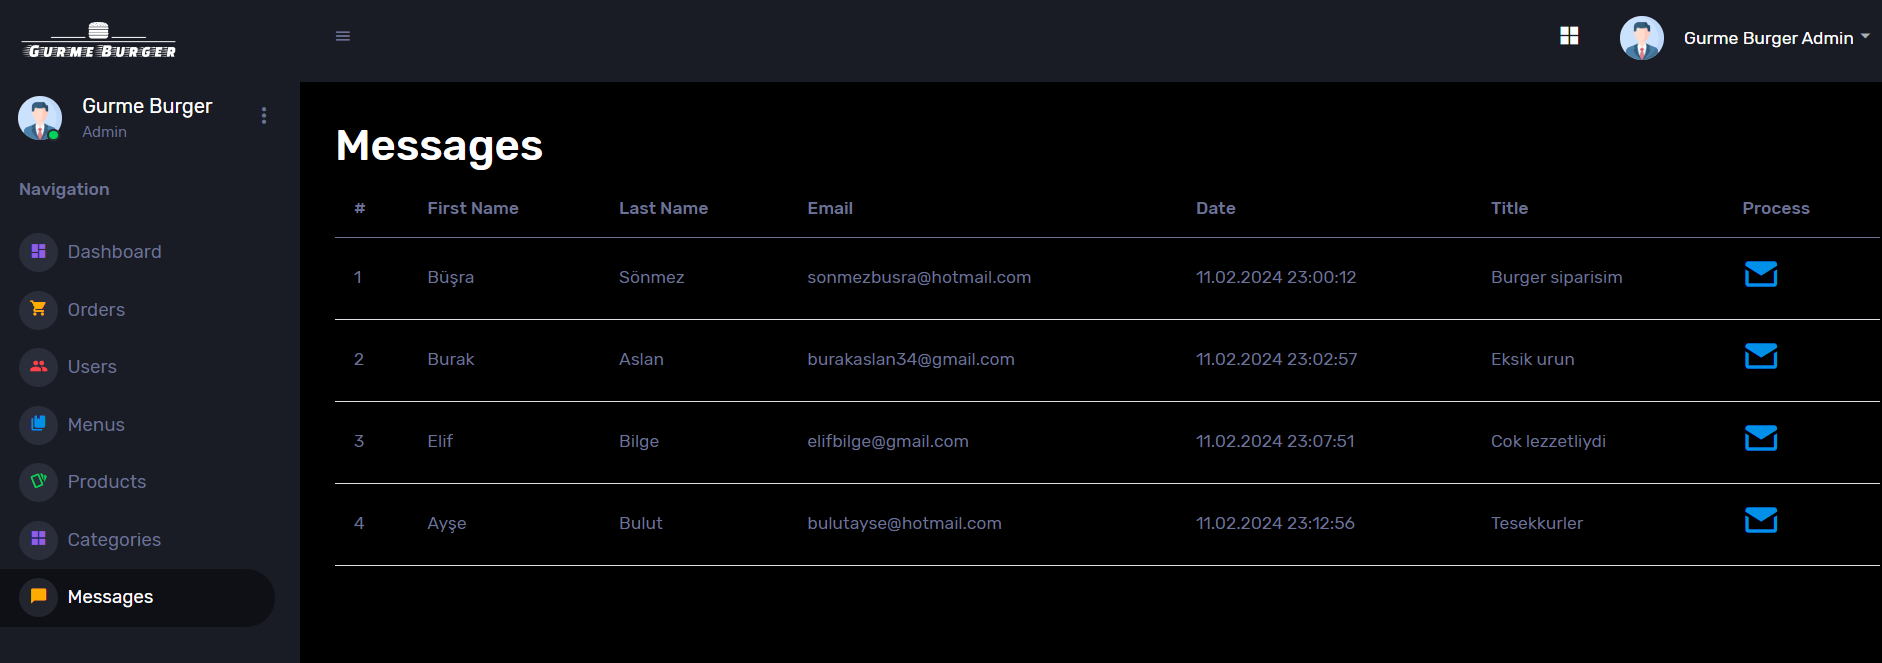 GURME BURGER
Gurme Burger Admin
Gurme Burger
Admin
Navigation
Dashboard
Orders
Users
Menus
Products
Categories
Messages
Messages
# First Name Last Name Email Date Title Process
1 Büşra Sönmez sonmezbusra@hotmail.com 11.02.2024 23:00:12 Burger siparisim
2 Burak Aslan burakaslan34@gmail.com 11.02.2024 23:02:57 Eksik urun
3 Elif Bilge elifbilge@gmail.com 11.02.2024 23:07:51 Cok lezzetliydi
4 Ayşe Bulut bulutayse@hotmail.com 11.02.2024 23:12:56 Tesekkurler